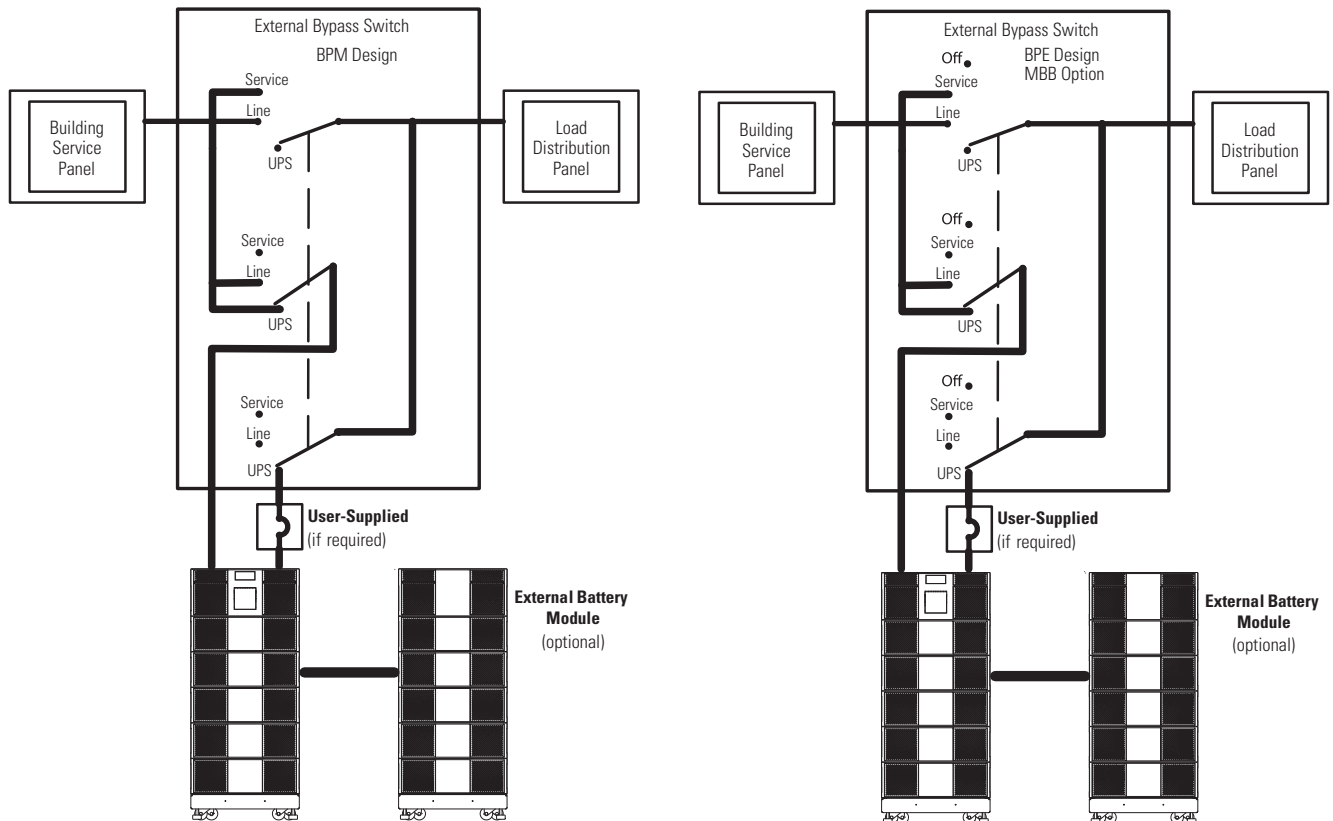 External Bypass Switch
BPM Design
Service
Line
UPS
Building
Service
Panel
Load
Distribution
Panel
Service
Line
UPS
Service
Line
UPS
User-Supplied
(if required)
External Battery
Module
(optional)
External Bypass Switch
Off
BPE Design
MBB Option
Service
Line
UPS
Building
Service
Panel
Load
Distribution
Panel
Off
Service
Line
UPS
Off
Service
Line
UPS
User-Supplied
(if required)
External Battery
Module
(optional)